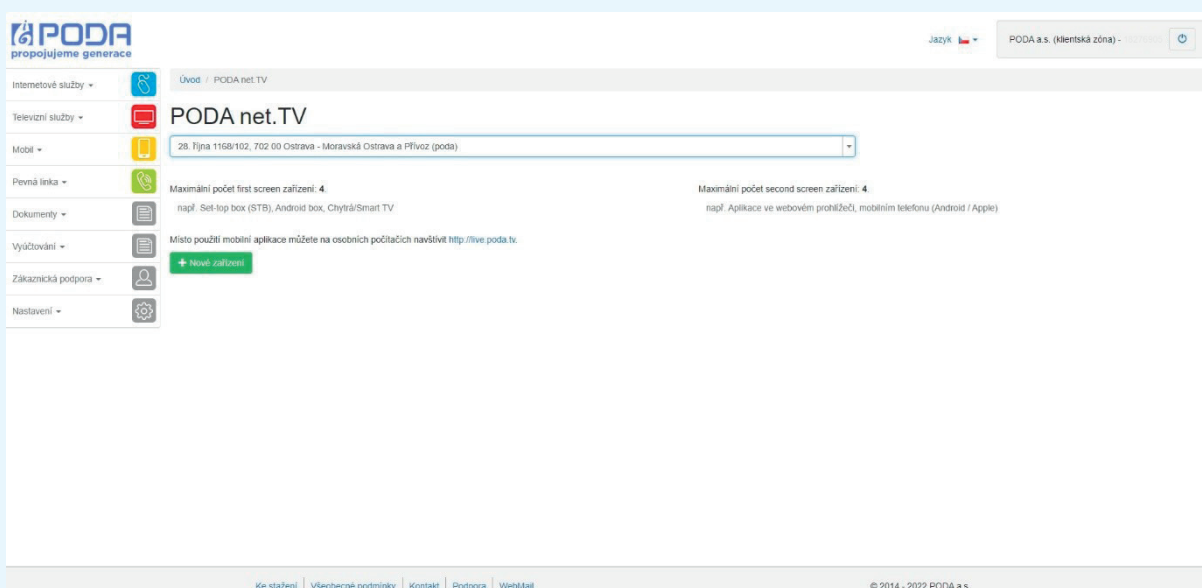 PODA
propojujeme generace
Jazyk
PODA a.s. (klientská zóna) -
Internetové služby
Televizní služby
Mobil
Pevná linka
Dokumenty
Vyúčtování
Zákaznická podpora
Nastavení
Úvod / PODA net.TV
PODA net.TV
28. října 1168/102, 702 00 Ostrava - Moravská Ostrava a Přívoz (poda)
Maximální počet first screen zařízení: 4.
např. Set-top box (STB), Android box, Chytrá/Smart TV
Maximální počet second screen zařízení: 4.
např. Aplikace ve webovém prohlížeči, mobilním telefonu (Android / Apple)
Místo použití mobilní aplikace můžete na osobních počítačích navštívit http://live.poda.tv.
+ Nové zařízení
Ke stažení | Všeobecné podmínky | Kontakt | Podpora | WebMail
© 2014 - 2022 PODA a.s.